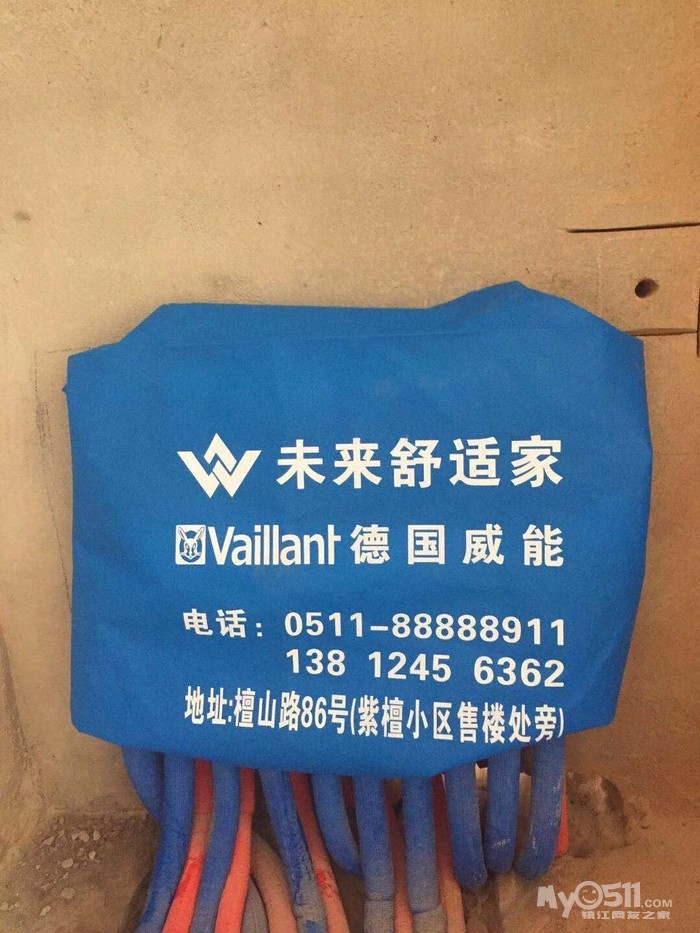 未来舒适家
Vaillant 德国威能
电话：0511-88888911
138 1245 6362
地址:檀山路86号(紫檀小区售楼处旁)
MY0511.COM
镇江网友之家